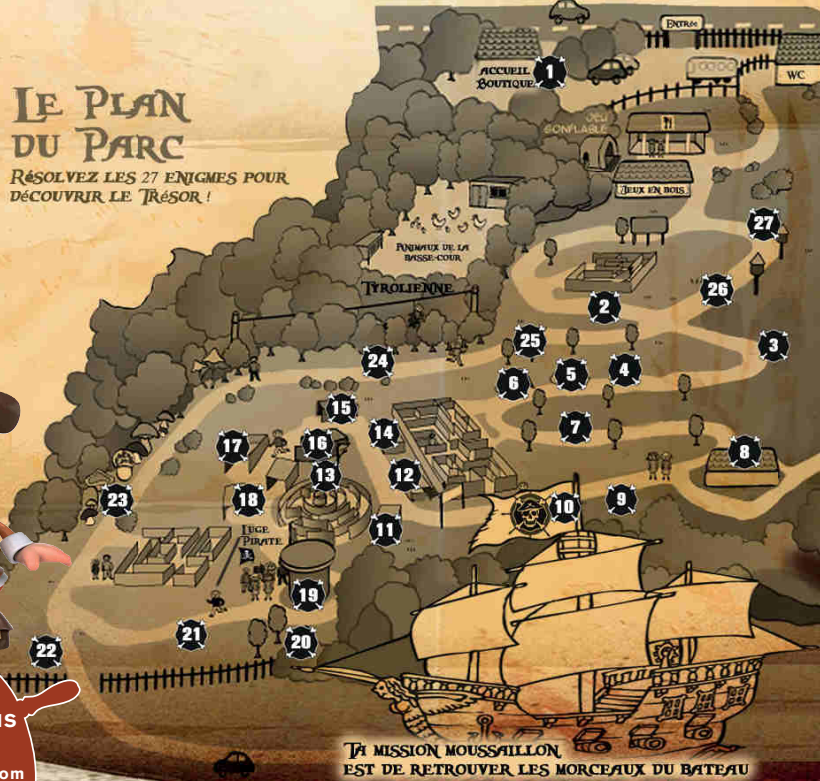 ENTRÉE
ACCUEIL
BOUTIQUE
1
WC
LE PLAN
DU PARC
RÉSOLVEZ LES 27 ENIGMES POUR
DÉCOUVRIR LE TRÉSOR !
JEU
GONFLABLE
JEUX EN BOIS
27
ANIMAUX DE LA
BASSE-COUR
TYROLIENNE
26
2
25
3
24
6
5
4
15
7
14
17
16
8
13
12
23
18
9
10
11
LUGE
PIRATE
19
21
20
22
US
om
TA MISSION MOUSSAILLON
EST DE RETROUVER LES MORCEAUX DU BATEAU